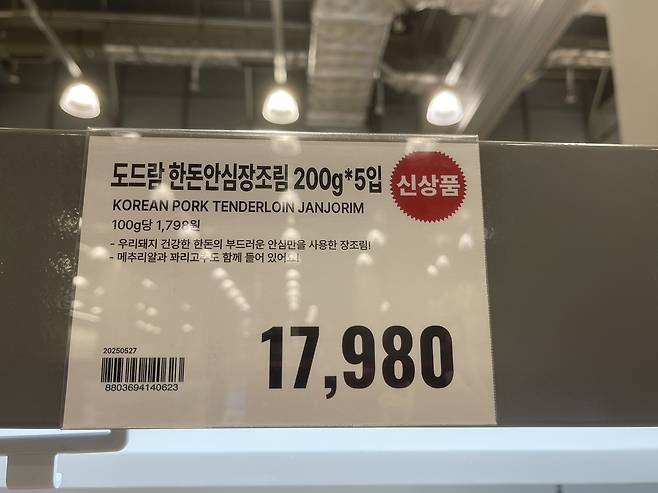 도드람 한돈안심장조림 200g*5입
신상품
KOREAN PORK TENDERLOIN JANJORIM
100g당 1,798원
- 우리돼지 건강한 한돈의 부드러운 안심만을 사용한 장조림!
- 메추리알과 꽈리고추도 함께 들어 있어요!
20250527
8803694140623
17,980